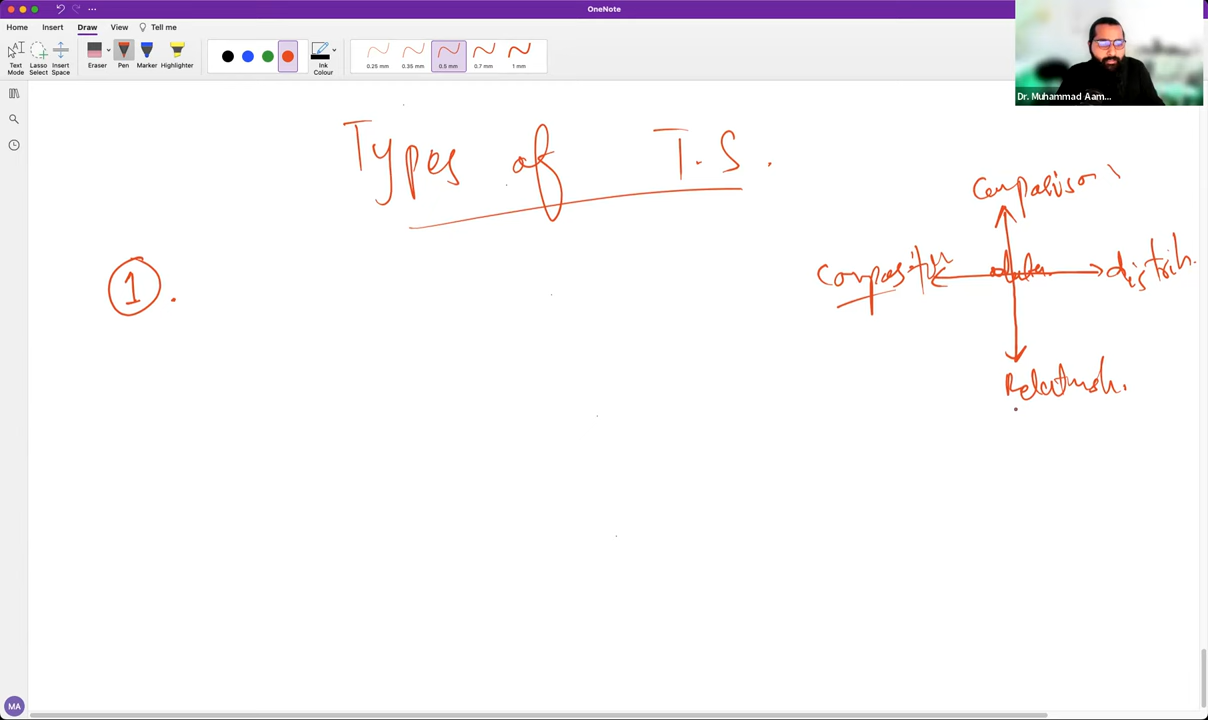 OneNote
Home Insert Draw View Tell me
Text Mode Lasso Select Insert Space Eraser Pen Marker Highlighter Ink Colour 0.25 mm 0.35 mm 0.5 mm 0.7 mm 1 mm
Dr. Muhammad Aam...
Types of T.S.
Comparison
distrib.
Relationsh.
1.
MA